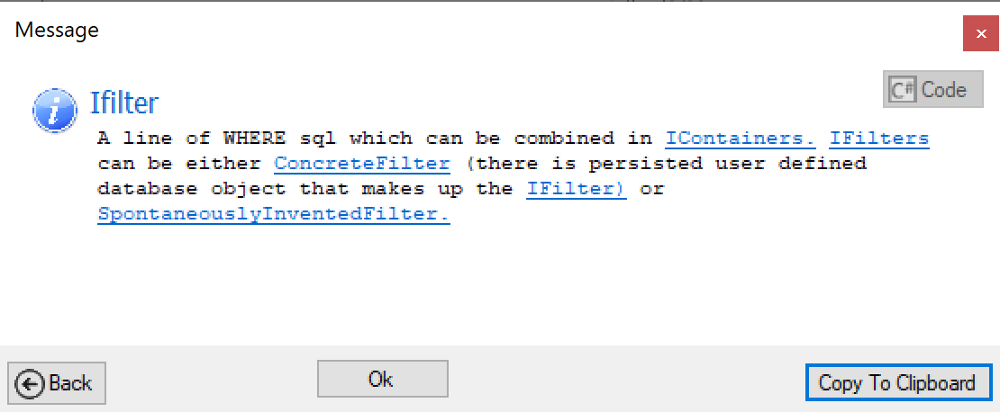 Message
×
C# Code
Ifilter
A line of WHERE sql which can be combined in IContainers. IFilters
can be either ConcreteFilter (there is persisted user defined
database object that makes up the IFilter) or
SpontaneouslyInventedFilter.
Back
Ok
Copy To Clipboard